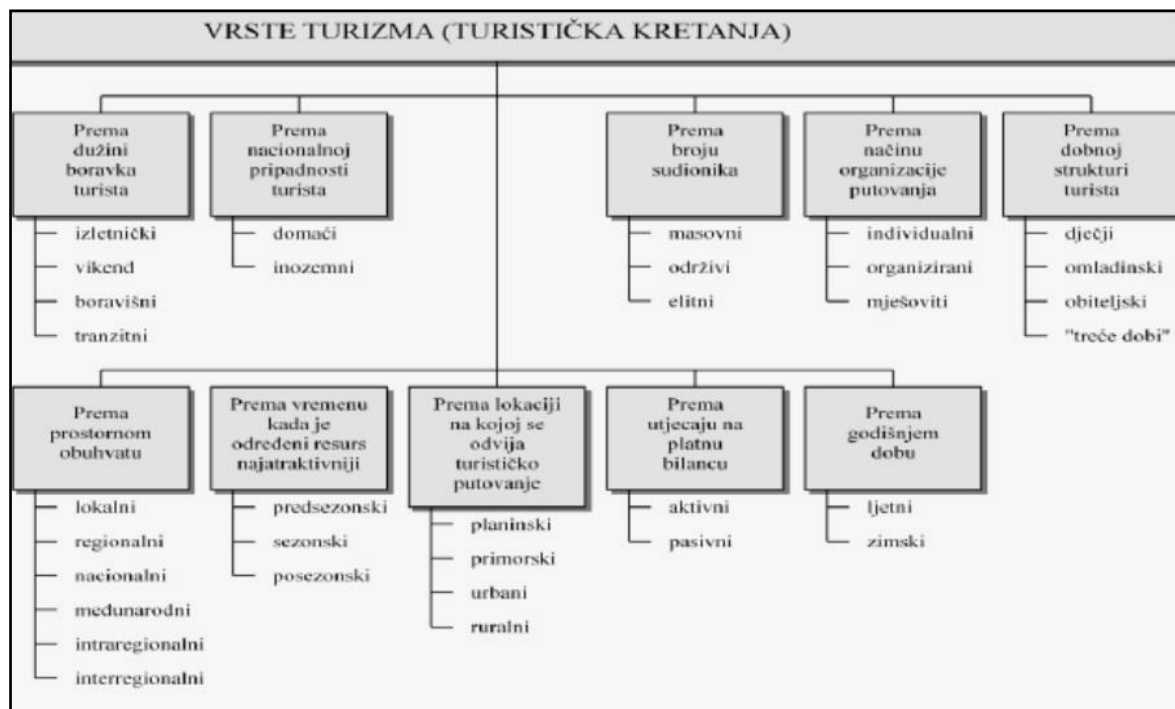 VRSTE TURIZMA (TURISTIČKA KRETANJA)
Prema
dužini
boravka
turista
izletnički
vikend
boravišni
tranzitni
Prema
nacionalnoj
pripadnosti
turista
domaći
inozemni
Prema
broju
sudionika
masovni
održivi
elitni
Prema
načinu
organizacije
putovanja
individualni
organizirani
mješoviti
Prema
dobnoj
strukturi
turista
dječji
omladinski
obiteljski
"treće dobi"
Prema
prostornom
obuhvatu
lokalni
regionalni
nacionalni
međunarodni
intraregionalni
interregionalni
Prema vremenu
kada je
određeni resurs
najatraktivniji
predsezonski
sezonski
posezonski
Prema lokaciji
na kojoj se
odvija
turističko
putovanje
planinski
primorski
urbani
ruralni
Prema
utjecaju na
platnu
bilancu
aktivni
pasivni
Prema
godišnjem
dobu
ljetni
zimski